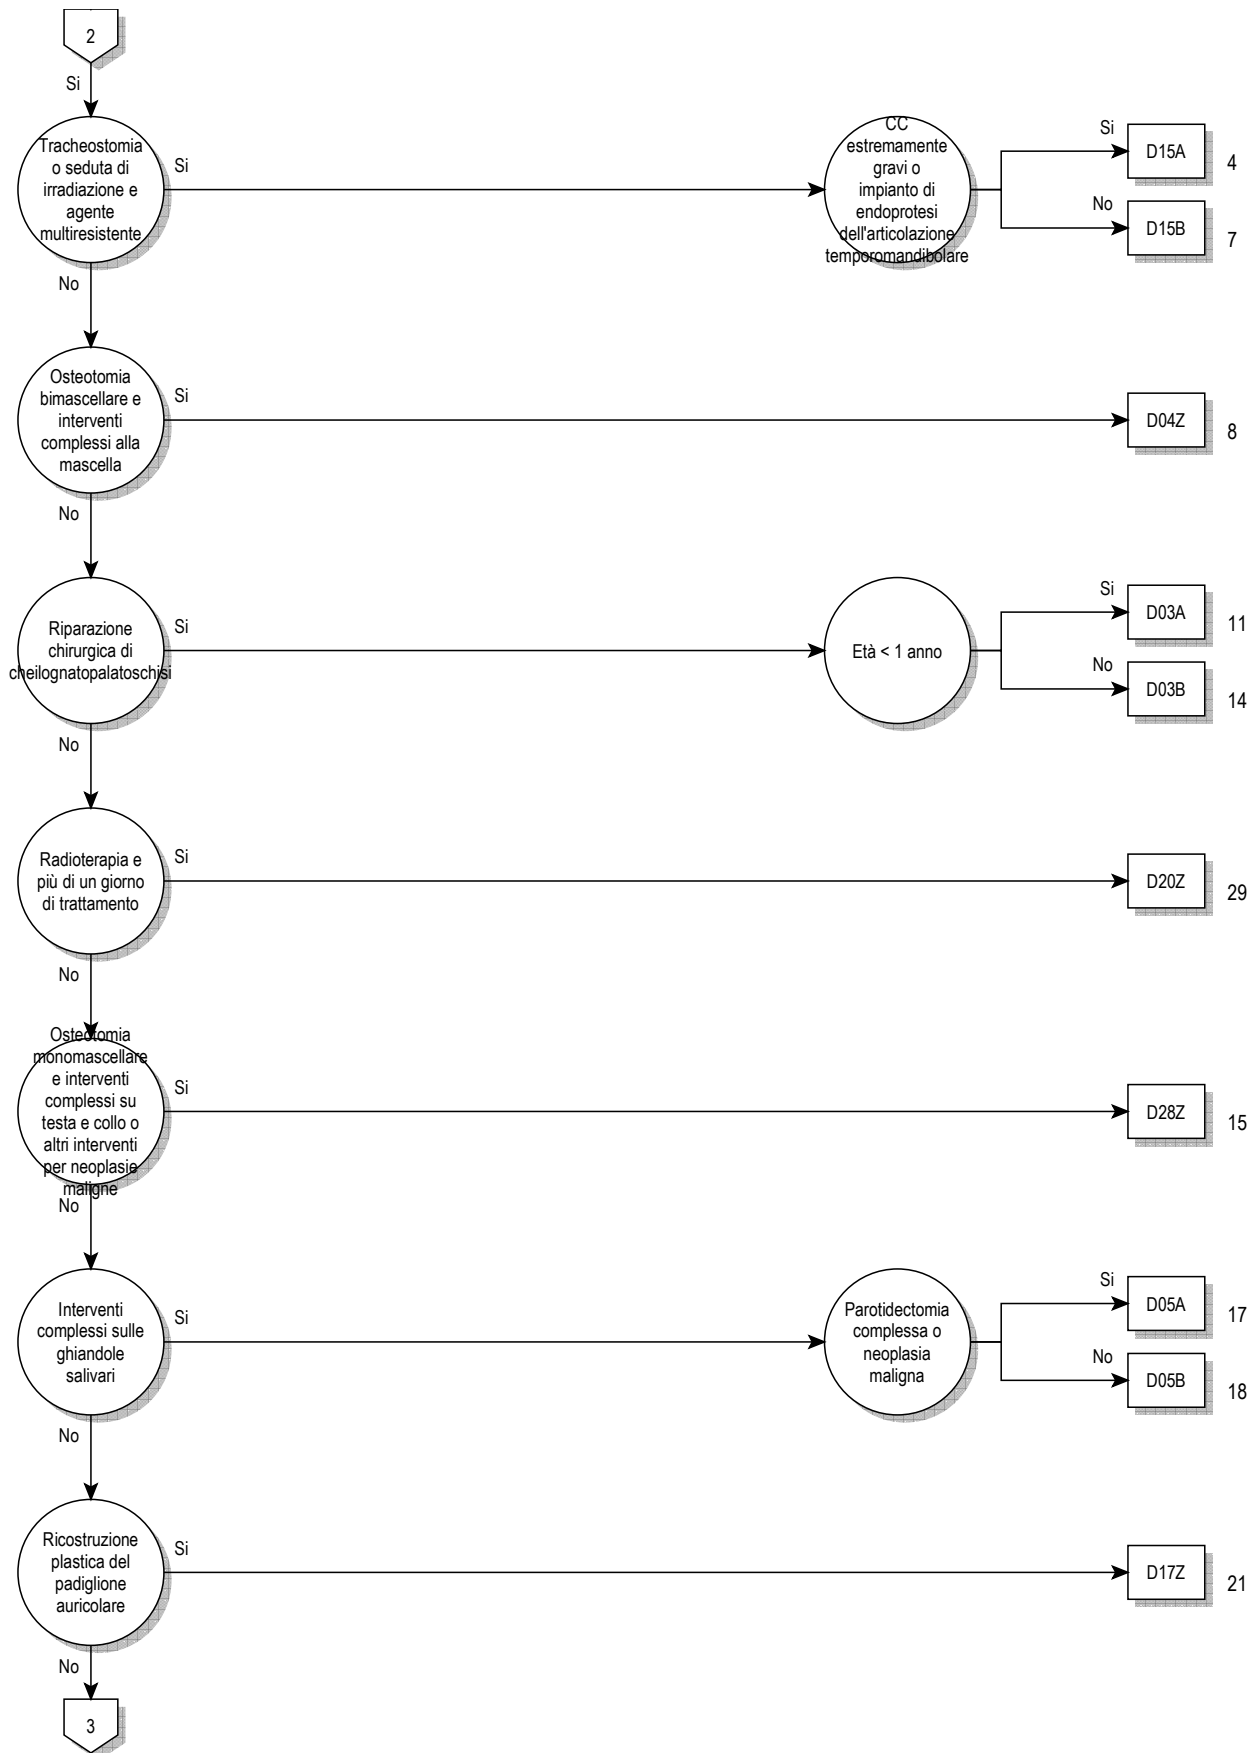 2
Si
Tracheostomia
o seduta di
irradiazione e
agente
multiresistente
Si
CC
estremamente
gravi o
impianto di
endoprotesi
dell'articolazione
temporomandibolare
Si
D15A
4
No
D15B
7
No
Osteotomia
bimascellare e
interventi
complessi alla
mascella
Si
D04Z
8
No
Riparazione
chirurgica di
cheilognatopalatoschisi
Si
Età < 1 anno
Si
D03A
11
No
D03B
14
No
Radioterapia e
più di un giorno
di trattamento
Si
D20Z
29
No
Osteotomia
monomascellare
e interventi
complessi su
testa e collo o
altri interventi
per neoplasie
maligne
Si
D28Z
15
No
Interventi
complessi sulle
ghiandole
salivari
Si
Parotidectomia
complessa o
neoplasia
maligna
Si
D05A
17
No
D05B
18
No
Ricostruzione
plastica del
padiglione
auricolare
Si
D17Z
21
No
3